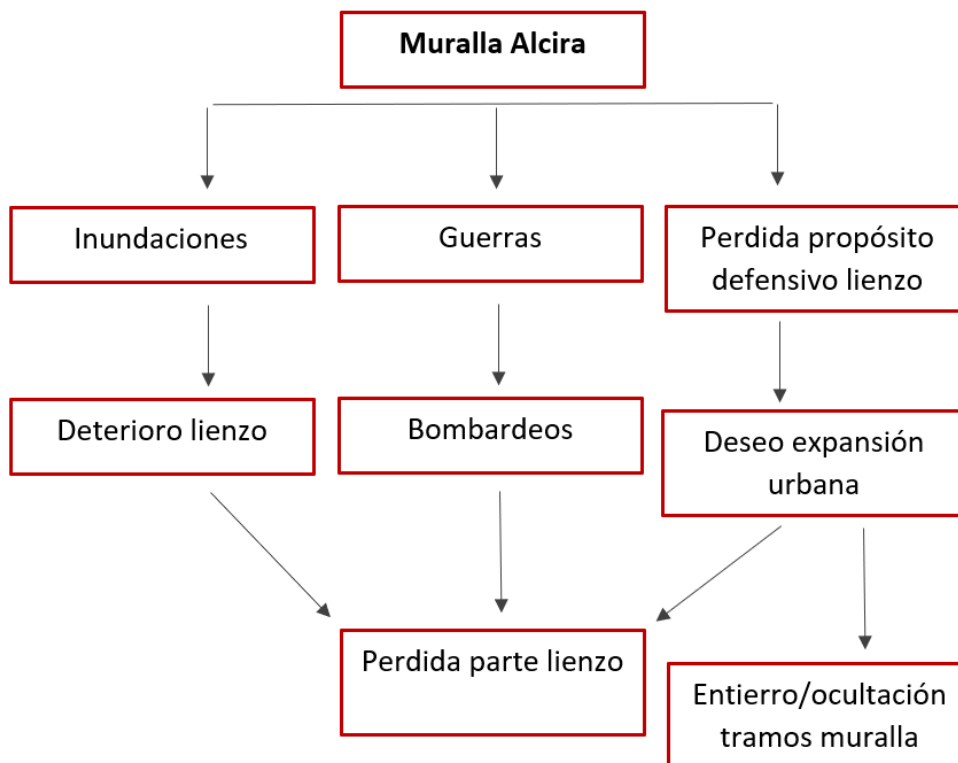 Muralla Alcira
Inundaciones
Guerras
Perdida propósito
defensivo lienzo
Deterioro lienzo
Bombardeos
Deseo expansión
urbana
Perdida parte lienzo
Entierro/ocultación
tramos muralla